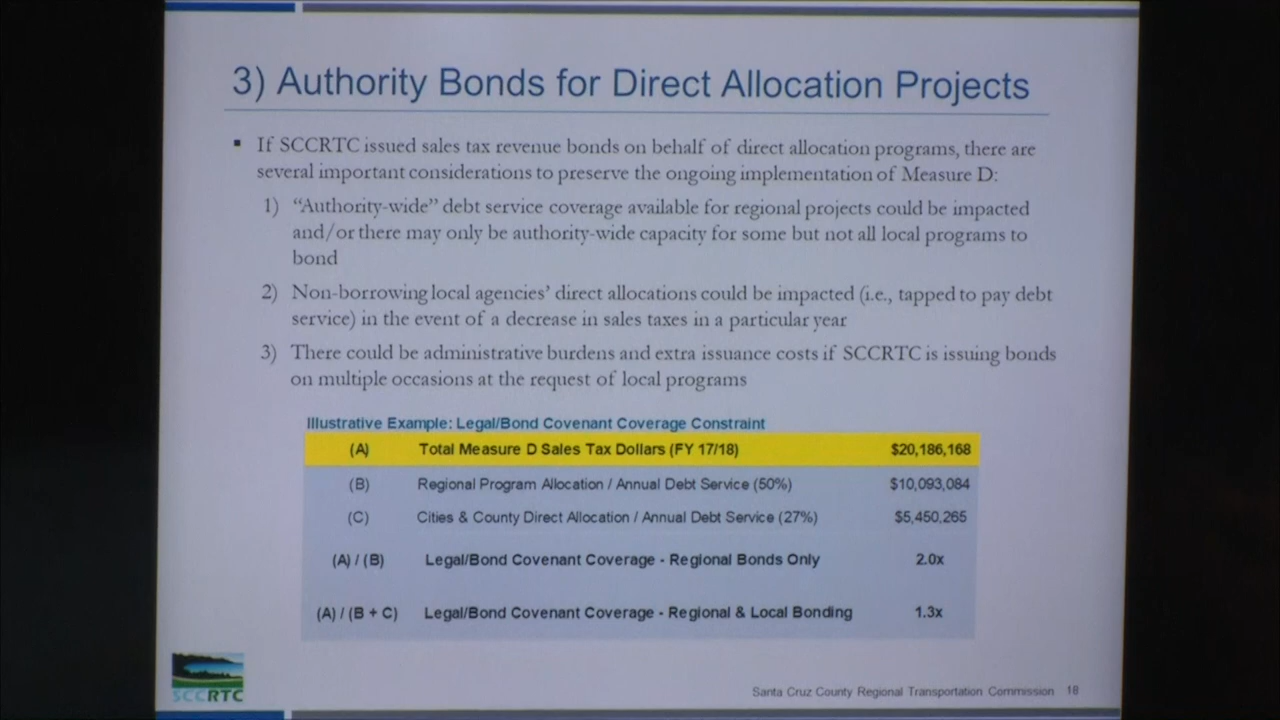 3) Authority Bonds for Direct Allocation Projects
▪ If SCCRTC issued sales tax revenue bonds on behalf of direct allocation programs, there are
several important considerations to preserve the ongoing implementation of Measure D:
1) “Authority-wide” debt service coverage available for regional projects could be impacted
and/or there may only be authority-wide capacity for some but not all local programs to
bond
2) Non-borrowing local agencies’ direct allocations could be impacted (i.e., tapped to pay debt
service) in the event of a decrease in sales taxes in a particular year
3) There could be administrative burdens and extra issuance costs if SCCRTC is issuing bonds
on multiple occasions at the request of local programs
Illustrative Example: Legal/Bond Covenant Coverage Constraint
(A) Total Measure D Sales Tax Dollars (FY 17/18) $20,186,168
(B) Regional Program Allocation / Annual Debt Service (50%) $10,093,084
(C) Cities & County Direct Allocation / Annual Debt Service (27%) $5,450,265
(A) / (B) Legal/Bond Covenant Coverage - Regional Bonds Only 2.0x
(A) / (B + C) Legal/Bond Covenant Coverage - Regional & Local Bonding 1.3x
SCCRTC
Santa Cruz County Regional Transportation Commission 18